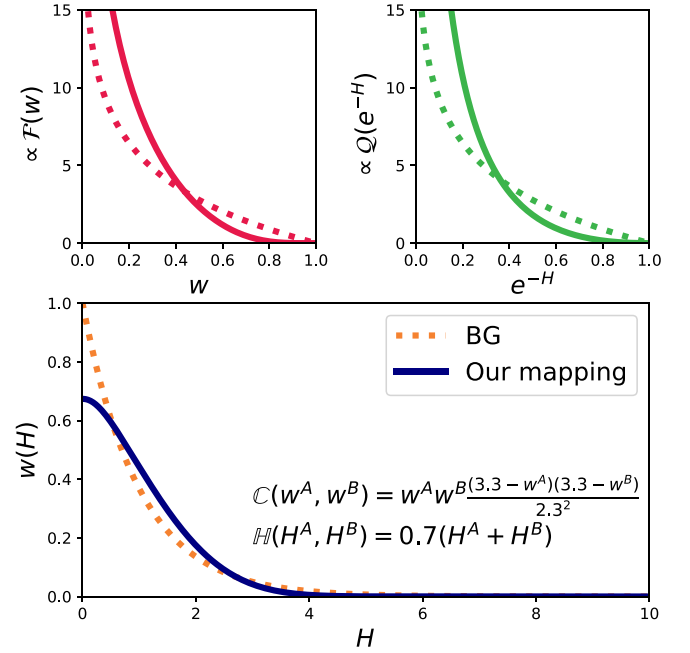 15
10
5
0
∝ ℱ(w)
0.0 0.2 0.4 0.6 0.8 1.0
w
15
10
5
0
∝ 𝒬(e^{-H})
0.0 0.2 0.4 0.6 0.8 1.0
e^{-H}
1.0
0.8
0.6
0.4
0.2
0.0
w(H)
BG
Our mapping
ℂ(w^A, w^B) = w^A w^B \frac{(3.3 - w^A)(3.3 - w^B)}{2.3^2}
ℍ(H^A, H^B) = 0.7(H^A + H^B)
0 2 4 6 8 10
H